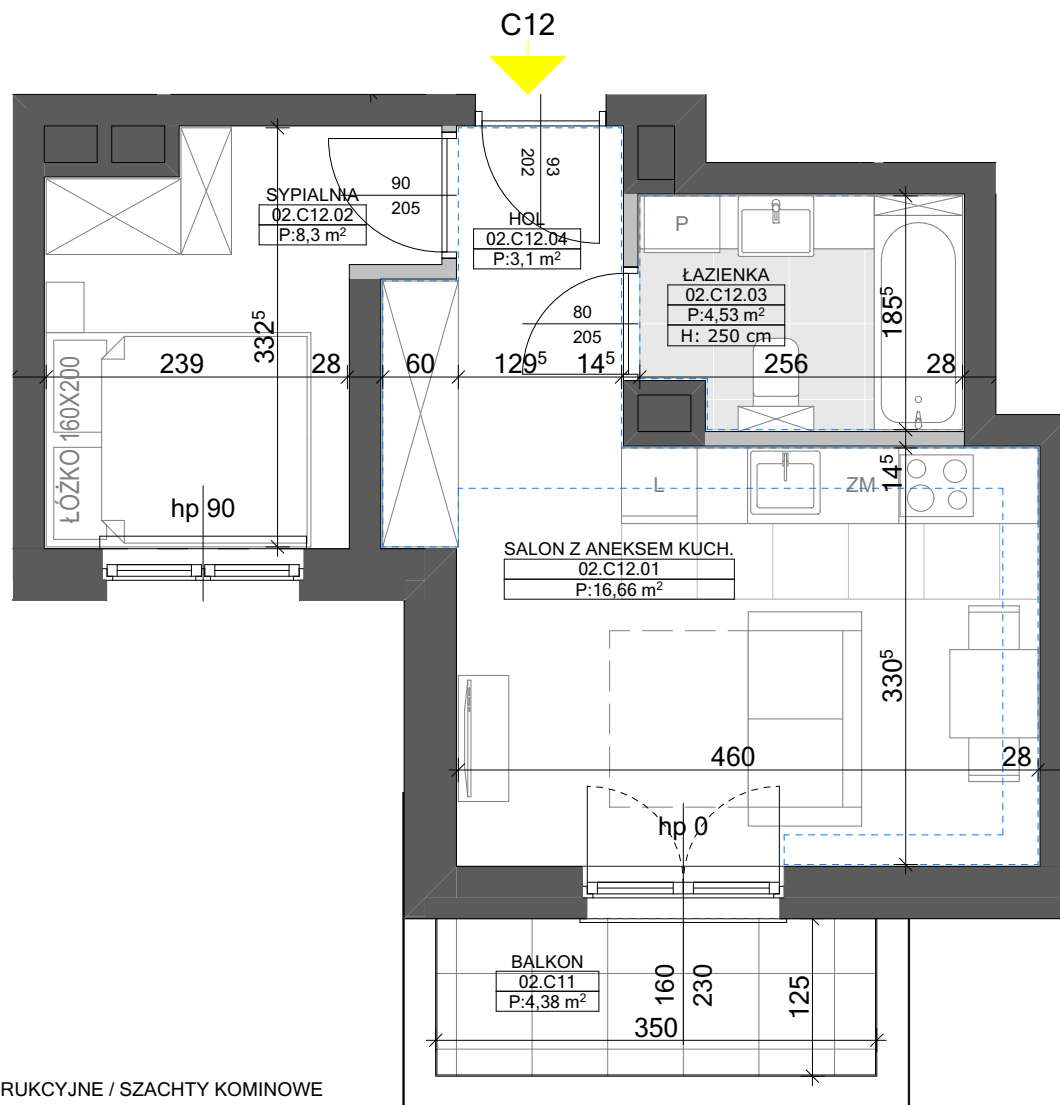 C12
90
205
202
93
SYPIALNIA
02.C12.02
P:8,3 m²
HOL
02.C12.04
P:3,1 m²
P
ŁAZIENKA
02.C12.03
P:4,53 m²
H: 250 cm
80
205
332⁵
185⁵
239
28
60
129⁵
14⁵
256
28
ŁÓŻKO 160X200
hp 90
L
ZM
14⁵
SALON Z ANEKSEM KUCH.
02.C12.01
P:16,66 m²
330⁵
460
28
hp 0
BALKON
02.C11
P:4,38 m²
160
230
125
350
RUKCYJNE / SZACHTY KOMINOWE